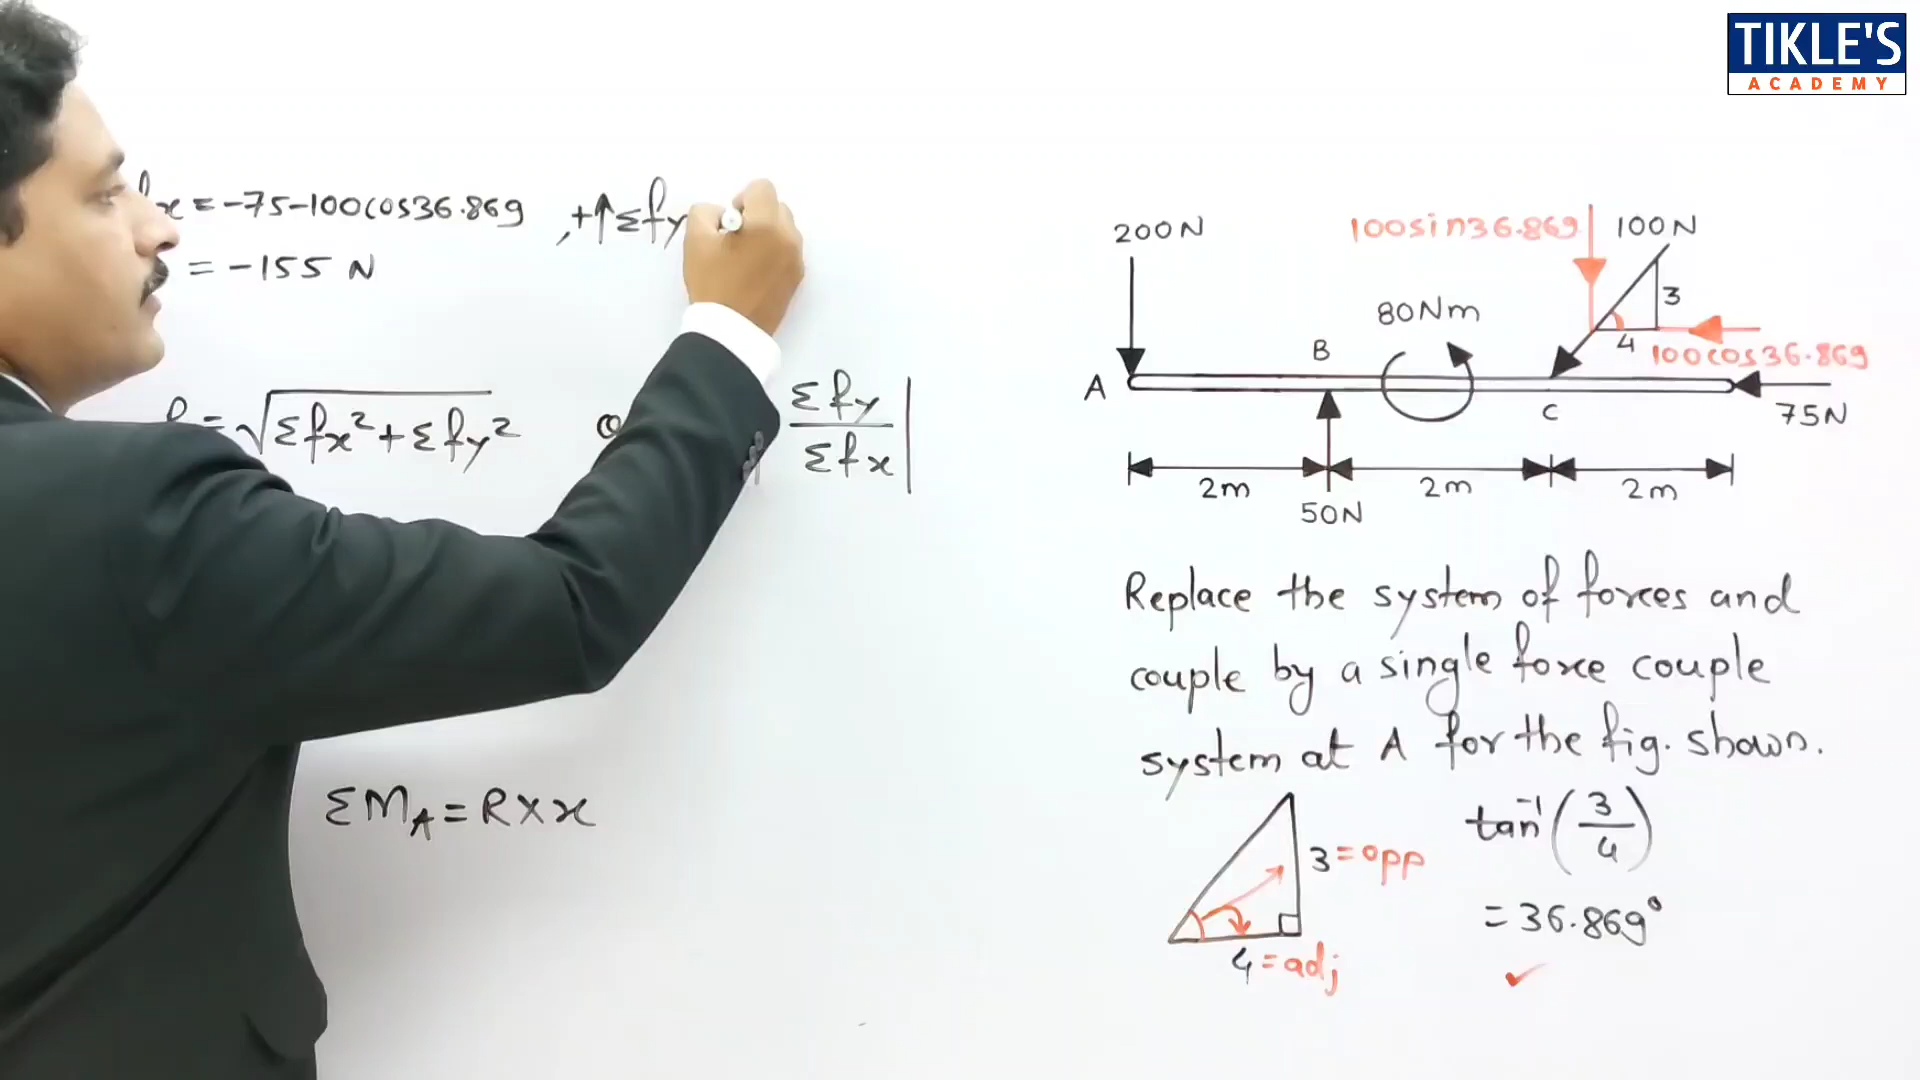 TIKLE'S
ACADEMY
fx = -75-100cos36.869 , +↑Σfy
= -155 N
= √Σfx²+Σfy²
Σfy
Σfx
ΣM_A = R×x
200N
100sin36.869
100N
3
4
80Nm
100cos36.869
B
A
C
75N
2m
2m
2m
50N
Replace the system of forces and
couple by a single force couple
system at A for the fig. shown.
3 = opp
4 = adj
tan⁻¹(3/4)
= 36.869°